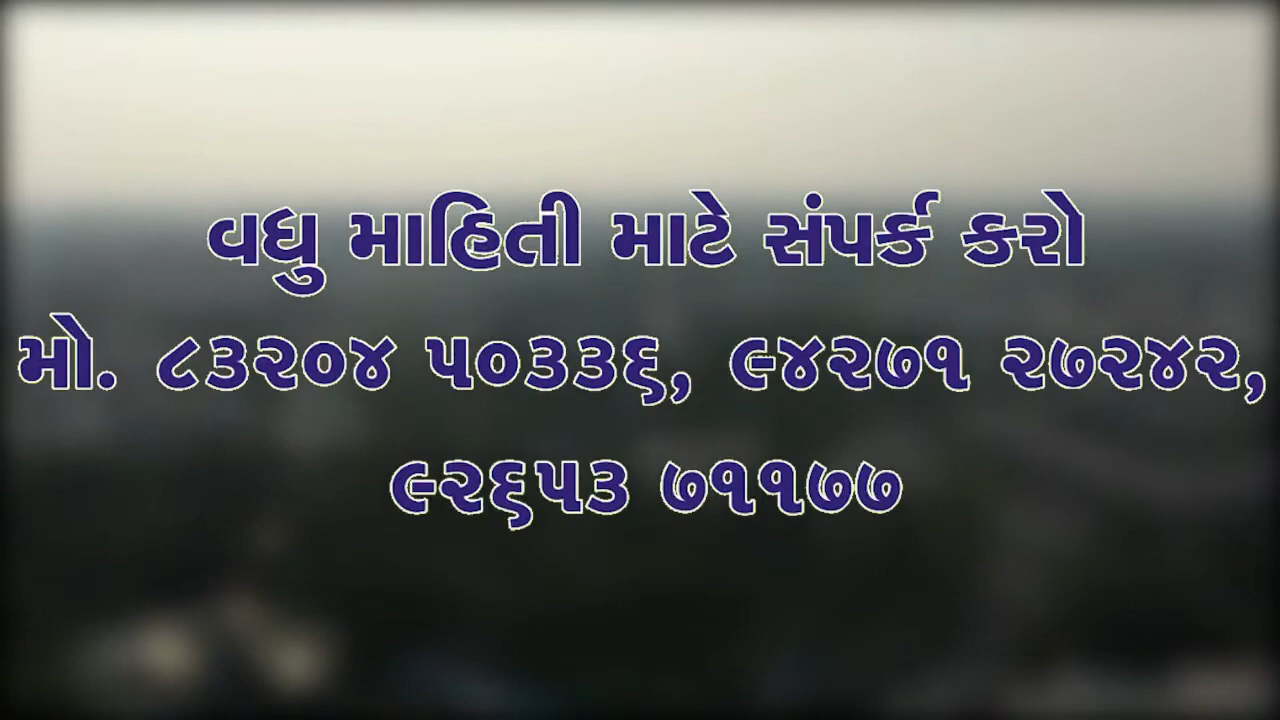 વધુ માહિતી માટે સંપર્ક કરો
મો. ૮૩૨૦૪ ૫૦૩૩૬, ૯૪૨૭૧ ૨૭૨૪૨,
૯૨૬૫૩ ૭૧૧૭૭